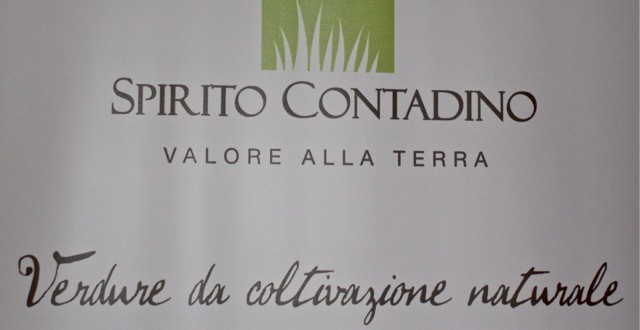 SPIRITO CONTADINO
VALORE ALLA TERRA
Verdure da coltivazione naturale